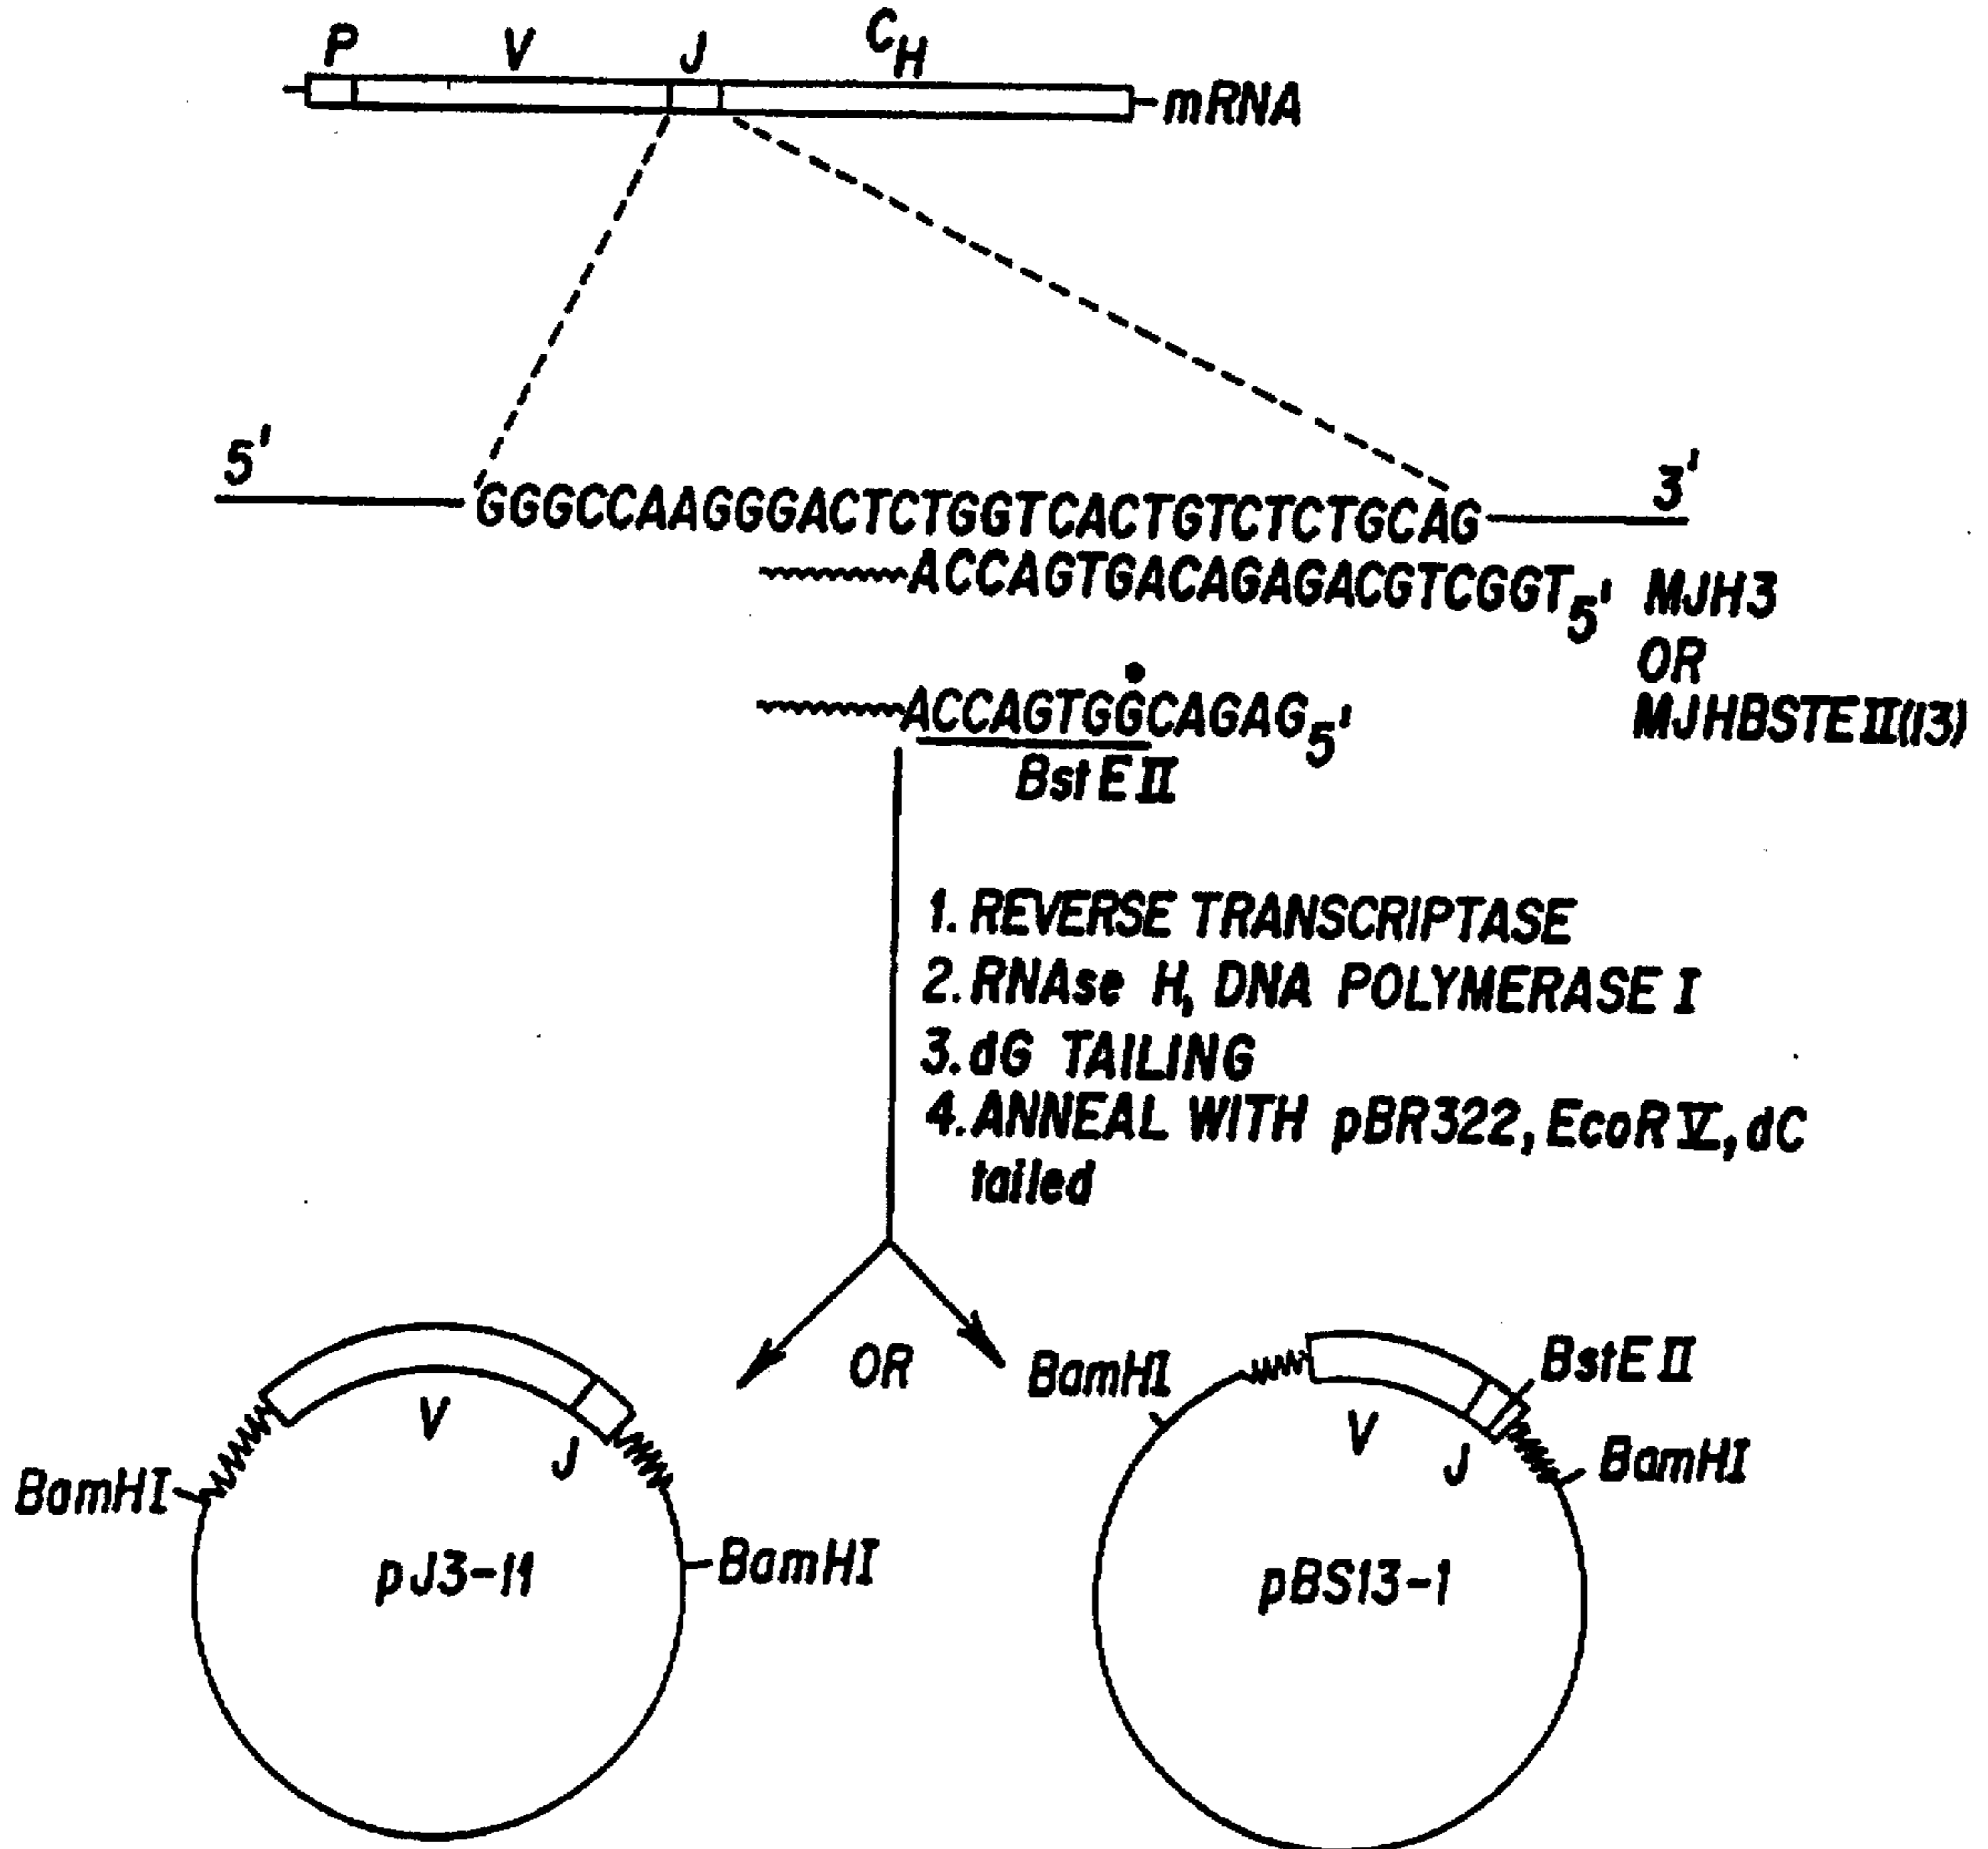 P V J CH
mRNA
5' 3'
GGGCCAAGGGACTCTGGTCACTGTCTCTGCAG
ACCAGTGACAGAGACGTCGGT5' MJH3
OR
ACCAGTGGCAGAG5' MJHBSTEII(13)
BstEII
1. REVERSE TRANSCRIPTASE
2. RNAse H, DNA POLYMERASE I
3. dG TAILING
4. ANNEAL WITH pBR322, EcoRV, dC
tailed
OR
V
J
BamHI
BamHI
pJ3-11
BamHI
BstEII
V
J
BamHI
pBS13-1